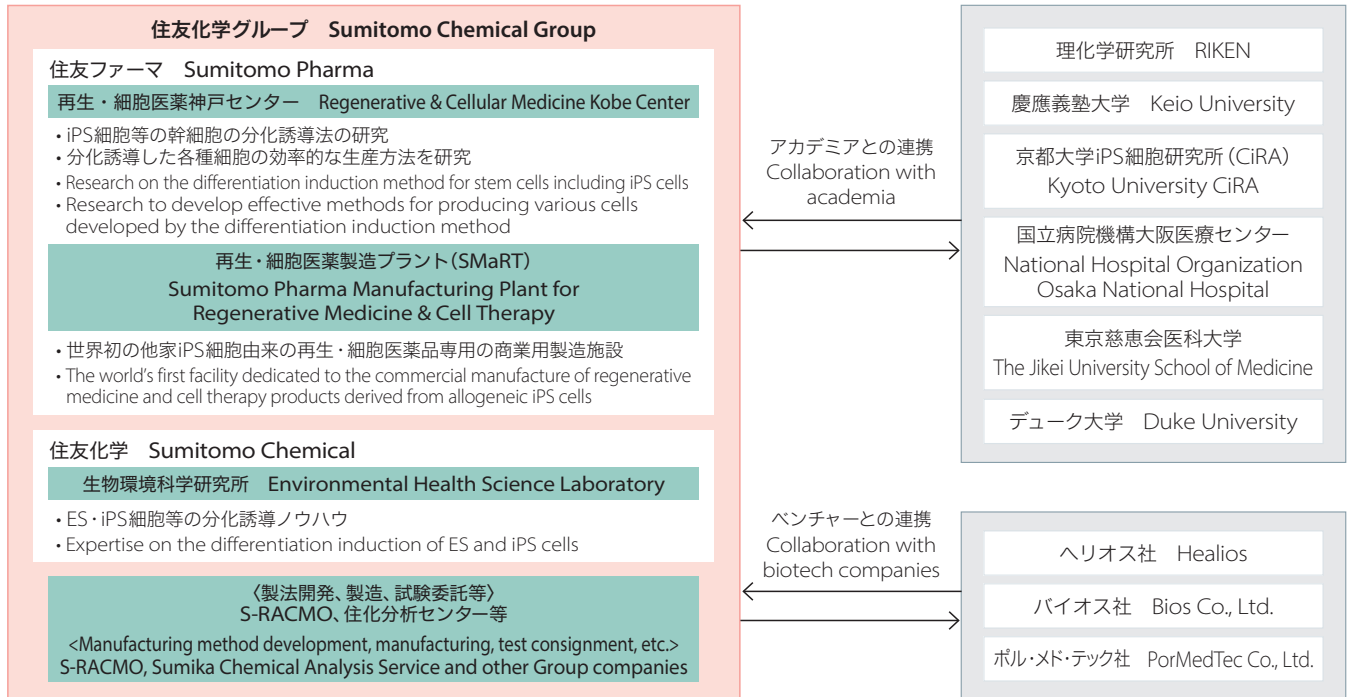 住友化学グループ Sumitomo Chemical Group
住友ファーマ Sumitomo Pharma
再生・細胞医薬神戸センター Regenerative & Cellular Medicine Kobe Center
・iPS細胞等の幹細胞の分化誘導法の研究
・分化誘導した各種細胞の効率的な生産方法を研究
・Research on the differentiation induction method for stem cells including iPS cells
・Research to develop effective methods for producing various cells
developed by the differentiation induction method
再生・細胞医薬製造プラント(SMaRT)
Sumitomo Pharma Manufacturing Plant for
Regenerative Medicine & Cell Therapy
・世界初の他家iPS細胞由来の再生・細胞医薬品専用の商業用製造施設
・The world's first facility dedicated to the commercial manufacture of regenerative
medicine and cell therapy products derived from allogeneic iPS cells
住友化学 Sumitomo Chemical
生物環境科学研究所 Environmental Health Science Laboratory
・ES・iPS細胞等の分化誘導ノウハウ
・Expertise on the differentiation induction of ES and iPS cells
〈製法開発、製造、試験委託等〉
S-RACMO、住化分析センター等
<Manufacturing method development, manufacturing, test consignment, etc.>
S-RACMO, Sumika Chemical Analysis Service and other Group companies
アカデミアとの連携
Collaboration with
academia
ベンチャーとの連携
Collaboration with
biotech companies
理化学研究所 RIKEN
慶應義塾大学 Keio University
京都大学iPS細胞研究所(CiRA)
Kyoto University CiRA
国立病院機構大阪医療センター
National Hospital Organization
Osaka National Hospital
東京慈恵会医科大学
The Jikei University School of Medicine
デューク大学 Duke University
ヘリオス社 Healios
バイオス社 Bios Co., Ltd.
ポル・メド・テック社 PorMedTec Co., Ltd.